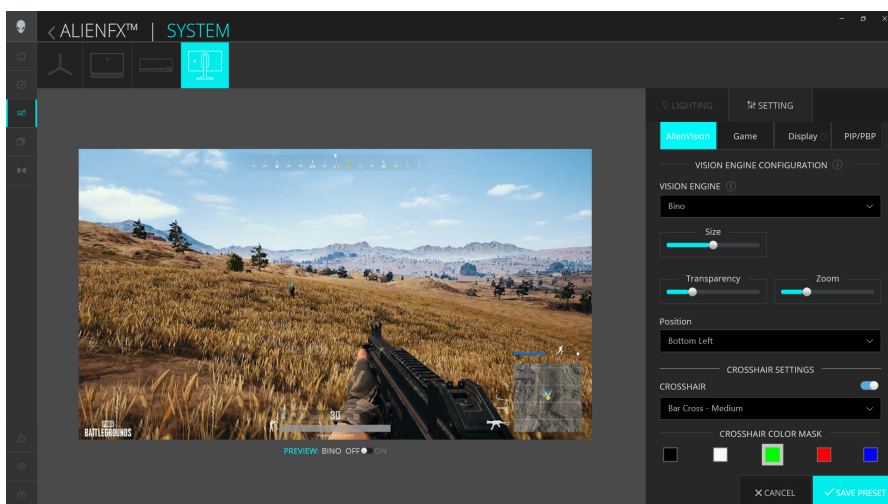 ALIENFX™ | SYSTEM
LIGHTING
SETTING
AlienVision
Game
Display
PIP/PBP
VISION ENGINE CONFIGURATION
VISION ENGINE
Bino
Size
Transparency
Zoom
Position
Bottom Left
CROSSHAIR SETTINGS
CROSSHAIR
Bar Cross - Medium
CROSSHAIR COLOR MASK
30
PUBG
BATTLEGROUNDS
PREVIEW: BINO OFF ON
CANCEL
SAVE PRESET